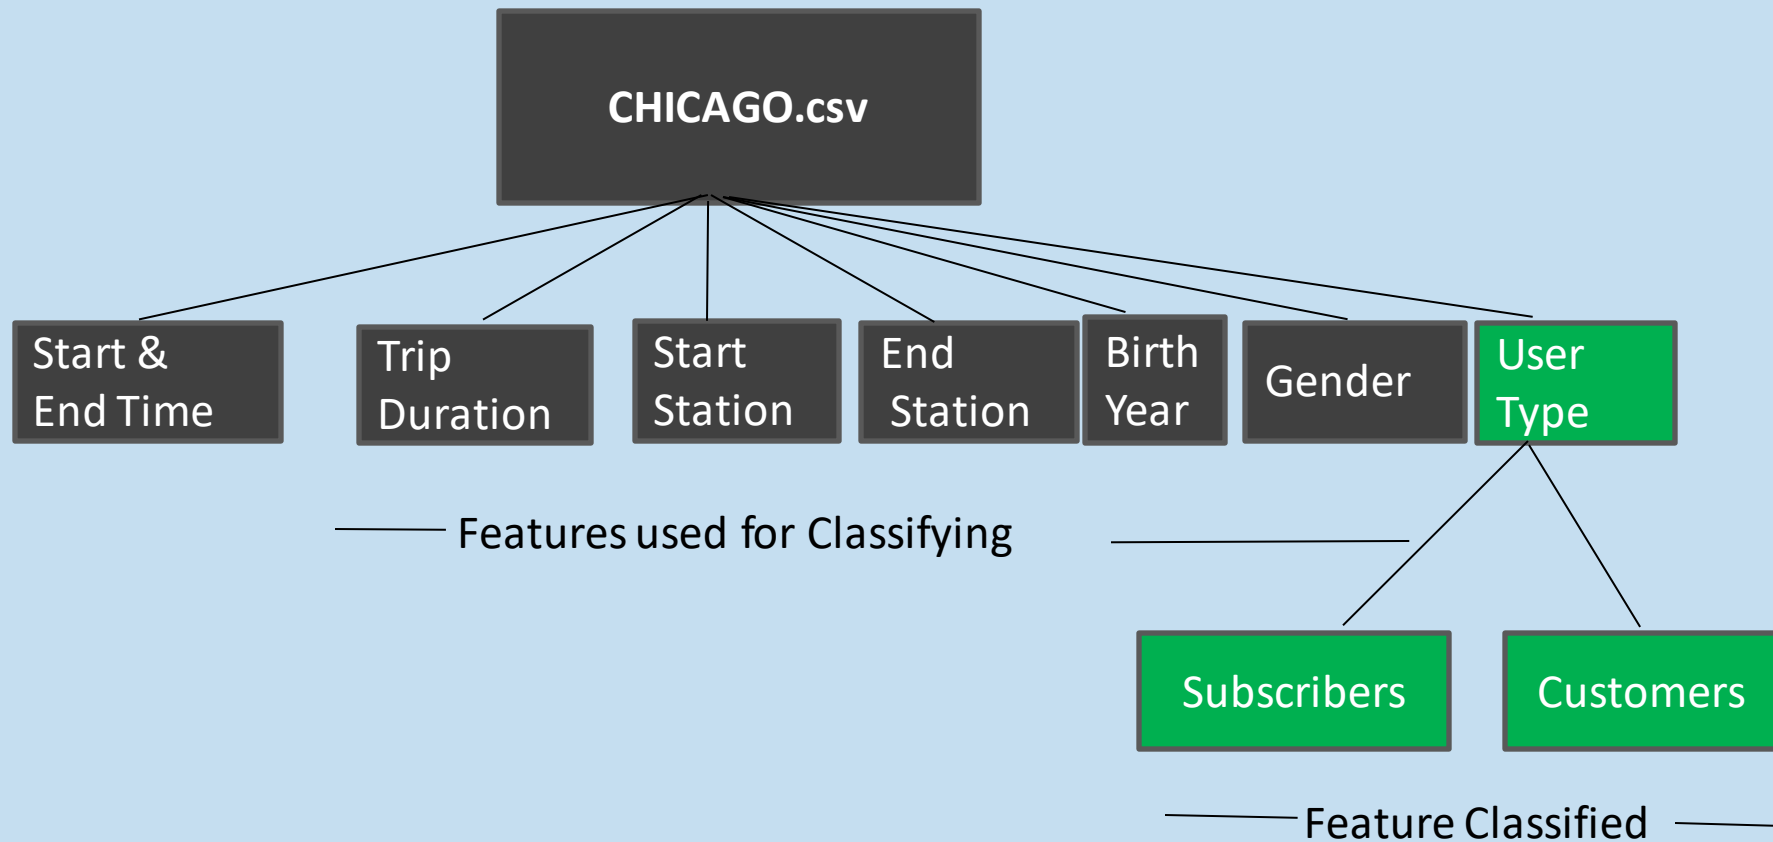 CHICAGO.csv
Start &
End Time
Trip
Duration
Start
Station
End
Station
Birth
Year
Gender
User
Type
Features used for Classifying
Subscribers
Customers
Feature Classified